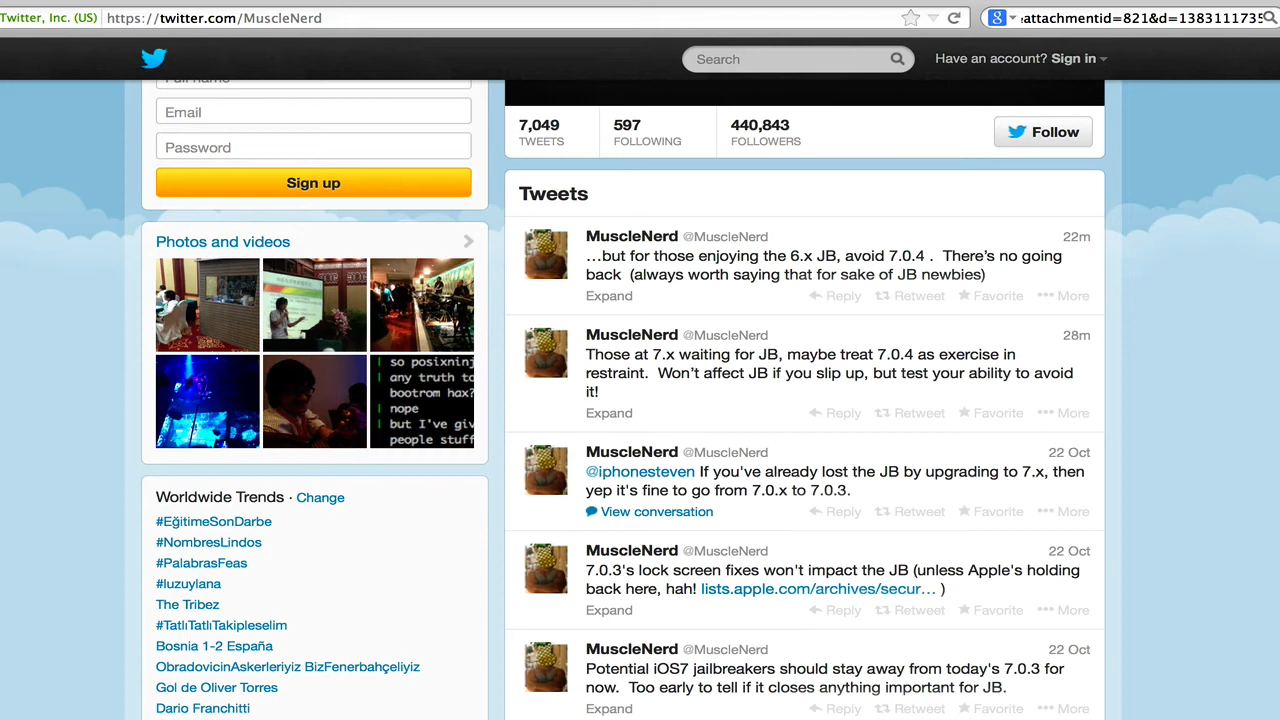 Twitter, Inc. (US) https://twitter.com/MuscleNerd attachmentid=821&d=1383111735
Search Have an account? Sign in
Full name
Email
Password
Sign up
7,049 597 440,843
TWEETS FOLLOWING FOLLOWERS
Follow
Photos and videos
so posixninj
any truth to
bootrom hax?
nope
but I've giv
people stuff
Worldwide Trends · Change
#EğitimeSonDarbe
#NombresLindos
#PalabrasFeas
#luzuylana
The Tribez
#TatlıTatlıTakipleselim
Bosnia 1-2 España
ObradovicinAskerleriyiz BizFenerbahçeliyiz
Gol de Oliver Torres
Dario Franchitti
Tweets
MuscleNerd @MuscleNerd 22m
…but for those enjoying the 6.x JB, avoid 7.0.4 . There's no going
back (always worth saying that for sake of JB newbies)
Expand Reply Retweet Favorite More
MuscleNerd @MuscleNerd 28m
Those at 7.x waiting for JB, maybe treat 7.0.4 as exercise in
restraint. Won't affect JB if you slip up, but test your ability to avoid
it!
Expand Reply Retweet Favorite More
MuscleNerd @MuscleNerd 22 Oct
@iphonesteven If you've already lost the JB by upgrading to 7.x, then
yep it's fine to go from 7.0.x to 7.0.3.
View conversation Reply Retweet Favorite More
MuscleNerd @MuscleNerd 22 Oct
7.0.3's lock screen fixes won't impact the JB (unless Apple's holding
back here, hah! lists.apple.com/archives/secur… )
Expand Reply Retweet Favorite More
MuscleNerd @MuscleNerd 22 Oct
Potential iOS7 jailbreakers should stay away from today's 7.0.3 for
now. Too early to tell if it closes anything important for JB.
Expand Reply Retweet Favorite More